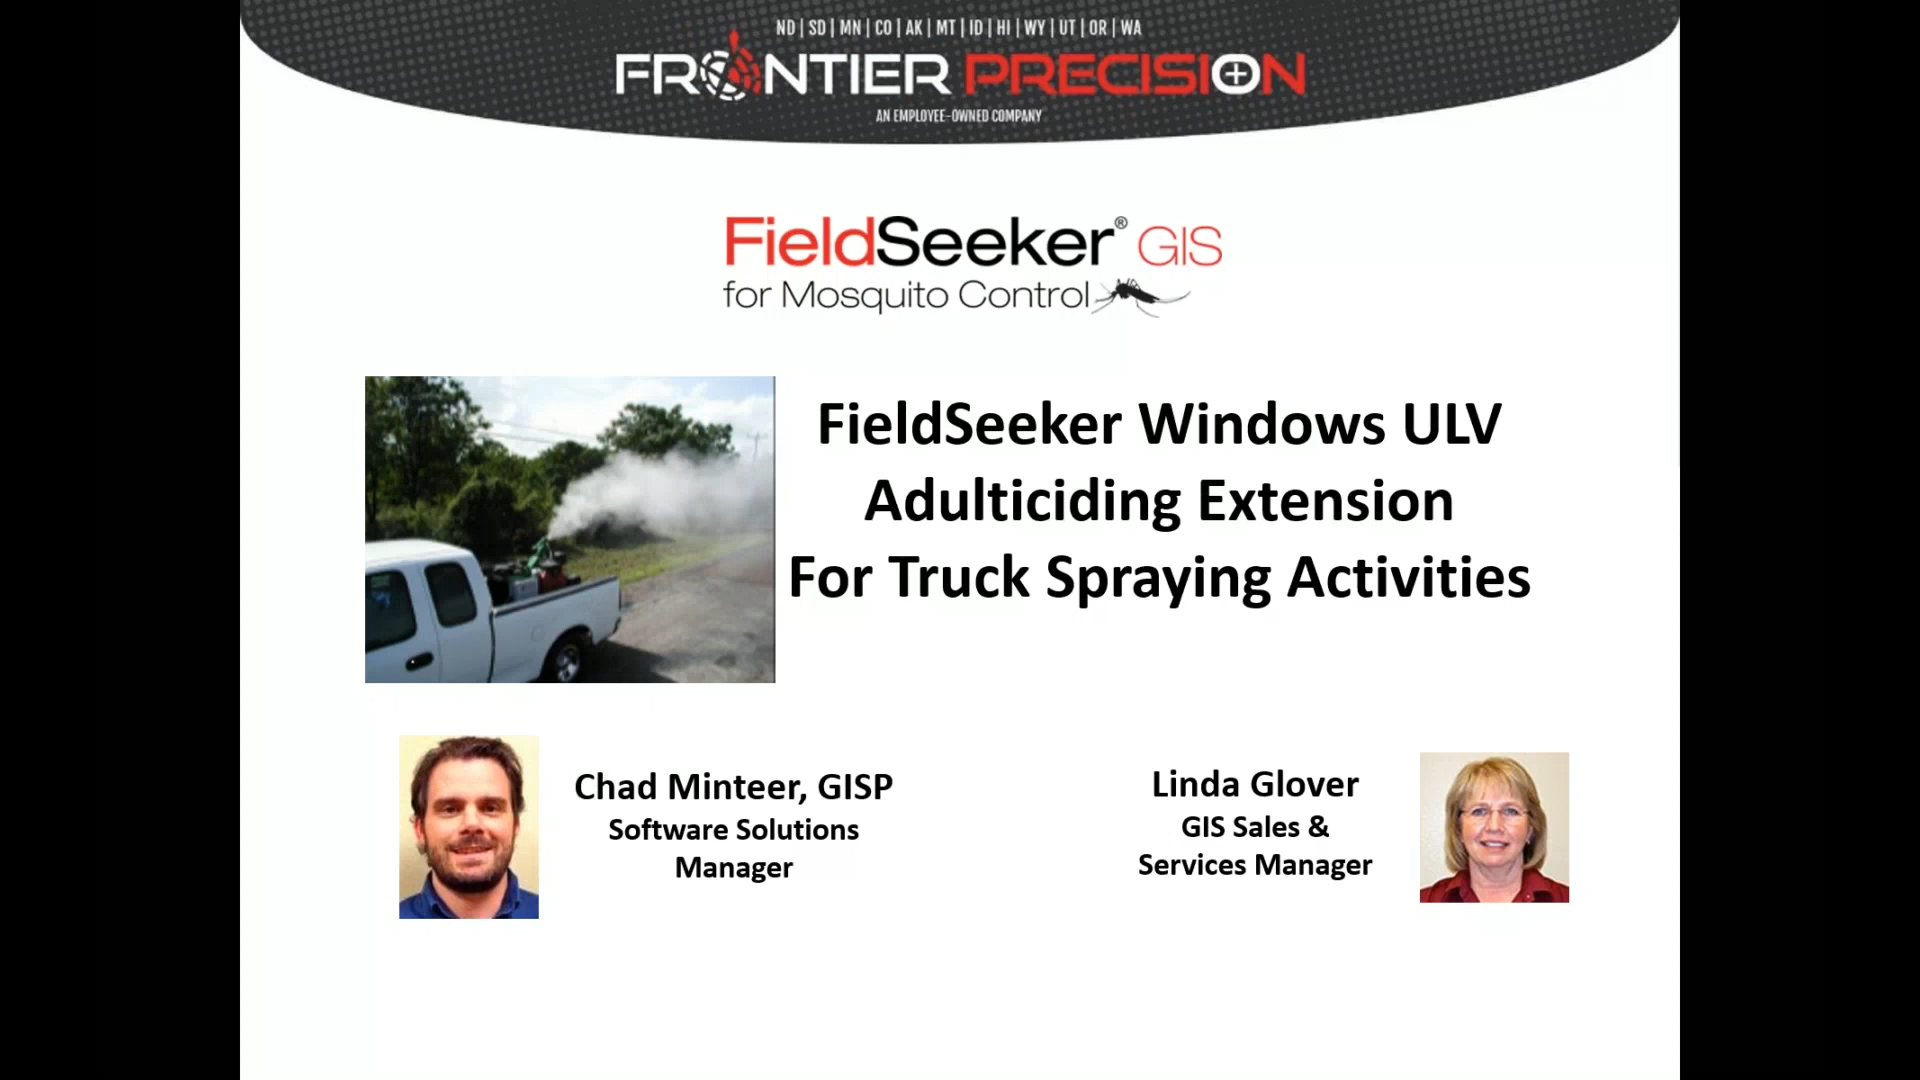 ND | SD | MN | CO | AK | MT | ID | HI | WY | UT | OR | WA
FRONTIER PRECISION
AN EMPLOYEE-OWNED COMPANY
FieldSeeker® GIS
for Mosquito Control
FieldSeeker Windows ULV
Adulticiding Extension
For Truck Spraying Activities
Chad Minteer, GISP
Software Solutions
Manager
Linda Glover
GIS Sales &
Services Manager